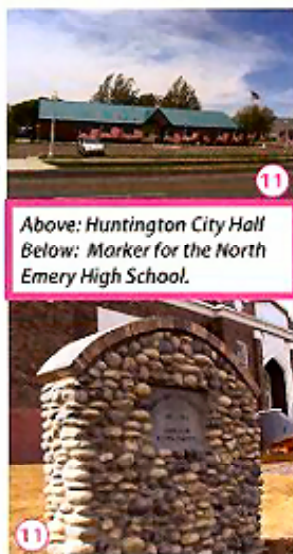 11
Above: Huntington City Hall
Below: Marker for the North
Emery High School.
11